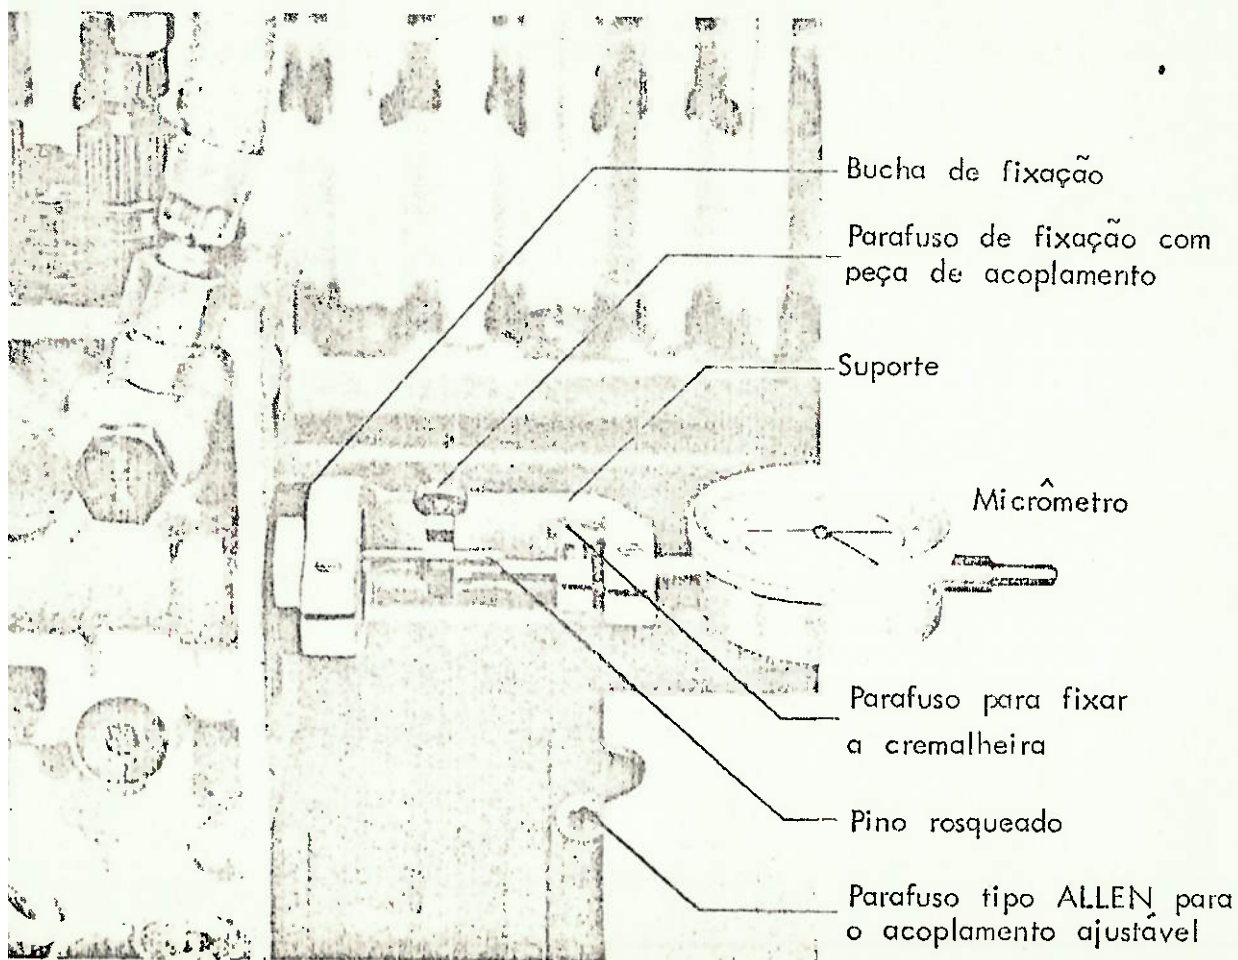 Bucha de fixação
Parafuso de fixação com
peça de acoplamento
Suporte
Micrômetro
Parafuso para fixar
a cremalheira
Pino rosqueado
Parafuso tipo ALLEN para
o acoplamento ajustável